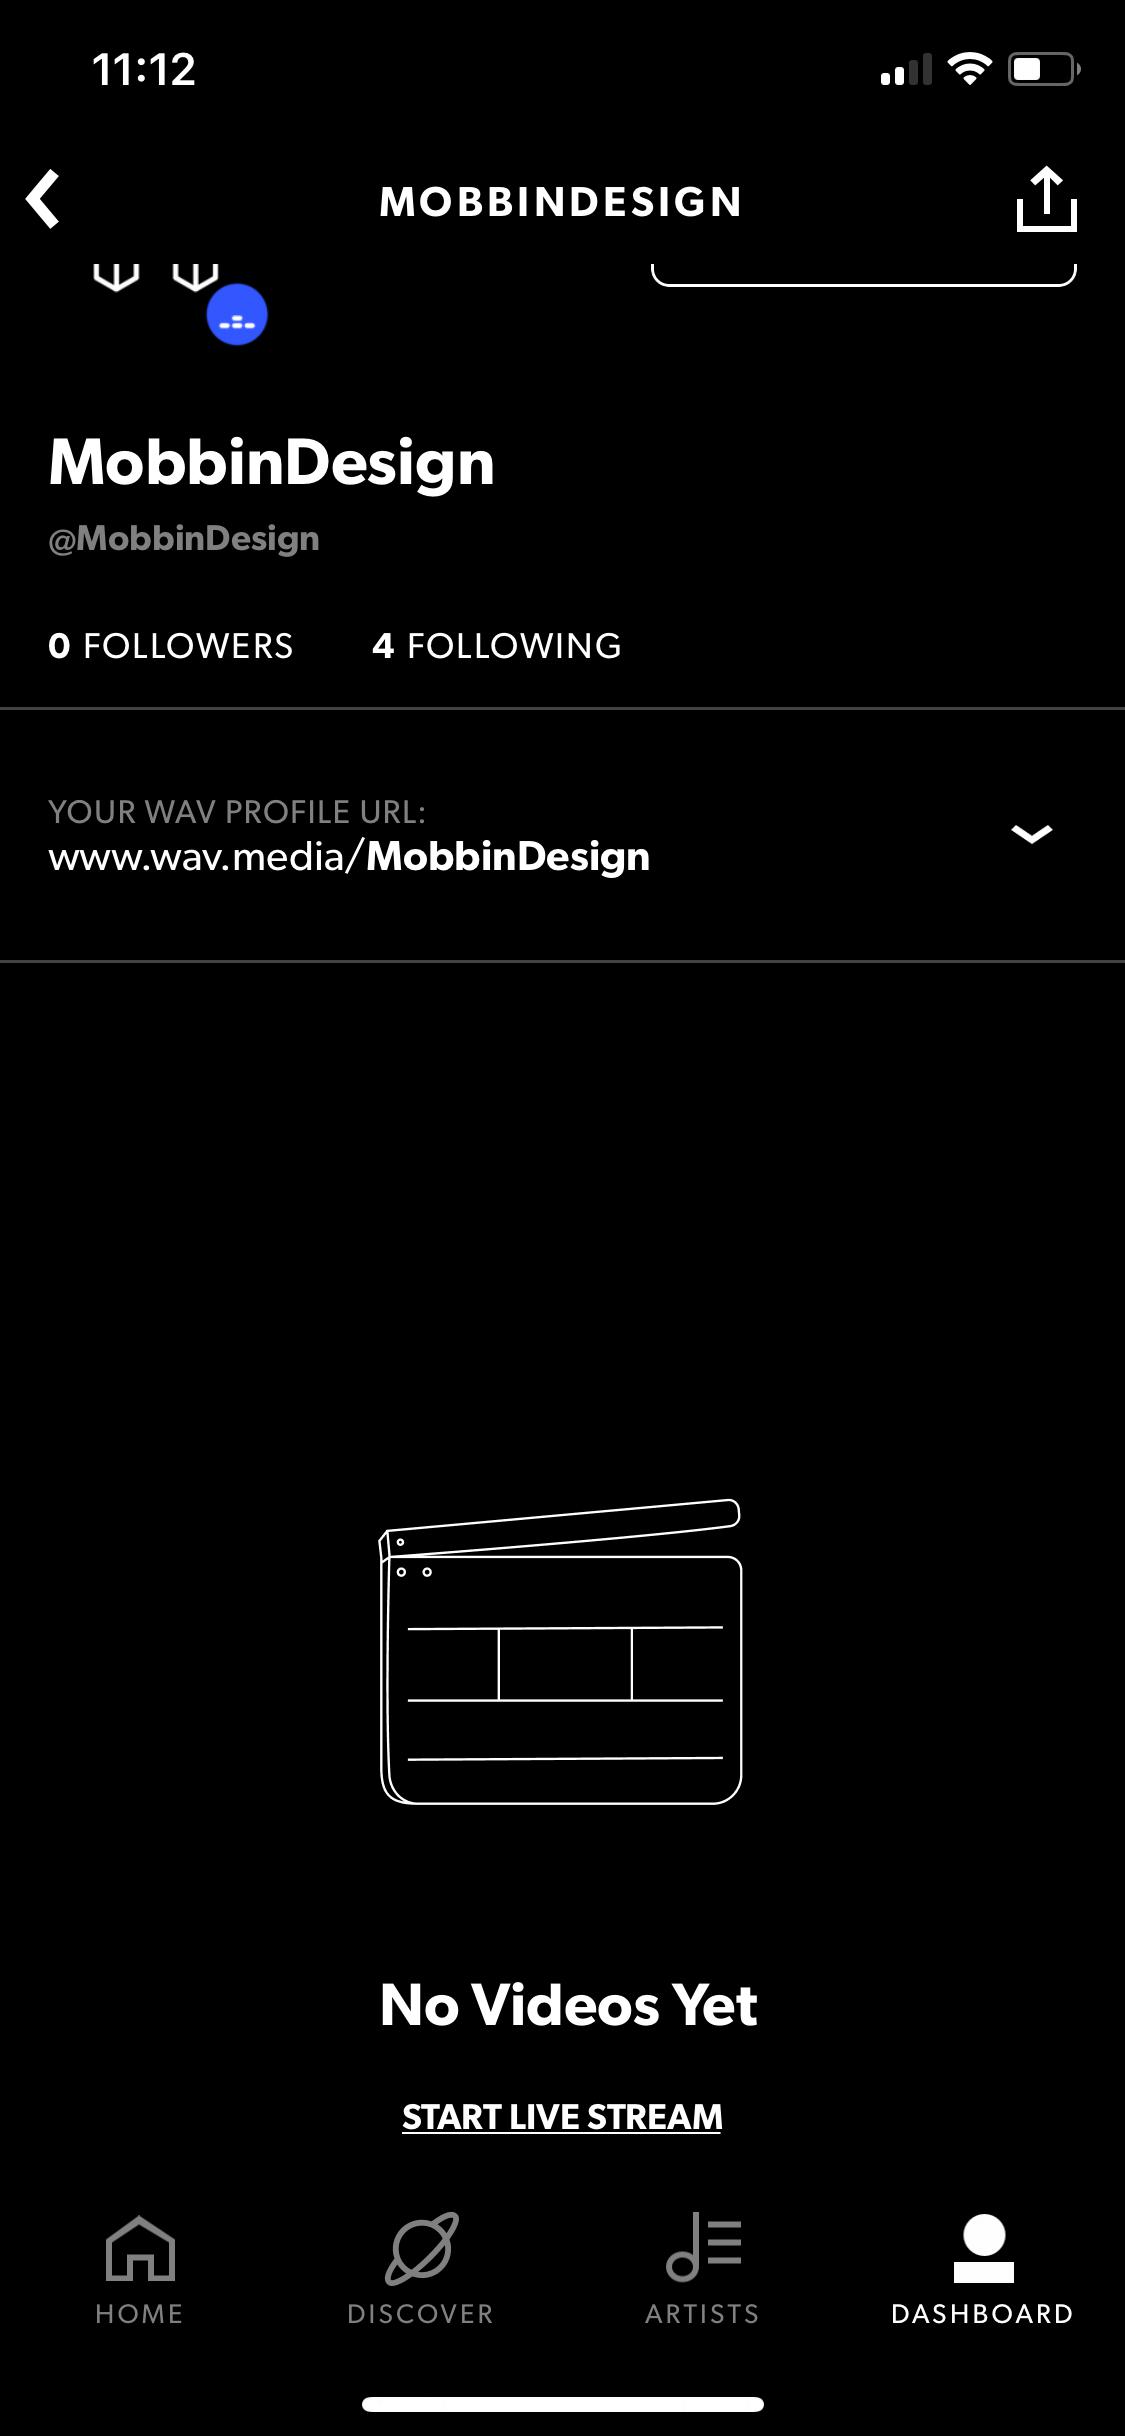 11:12
MOBBINDESIGN
MobbinDesign
@MobbinDesign
0 FOLLOWERS 4 FOLLOWING
YOUR WAV PROFILE URL:
www.wav.media/MobbinDesign
No Videos Yet
START LIVE STREAM
HOME DISCOVER ARTISTS DASHBOARD